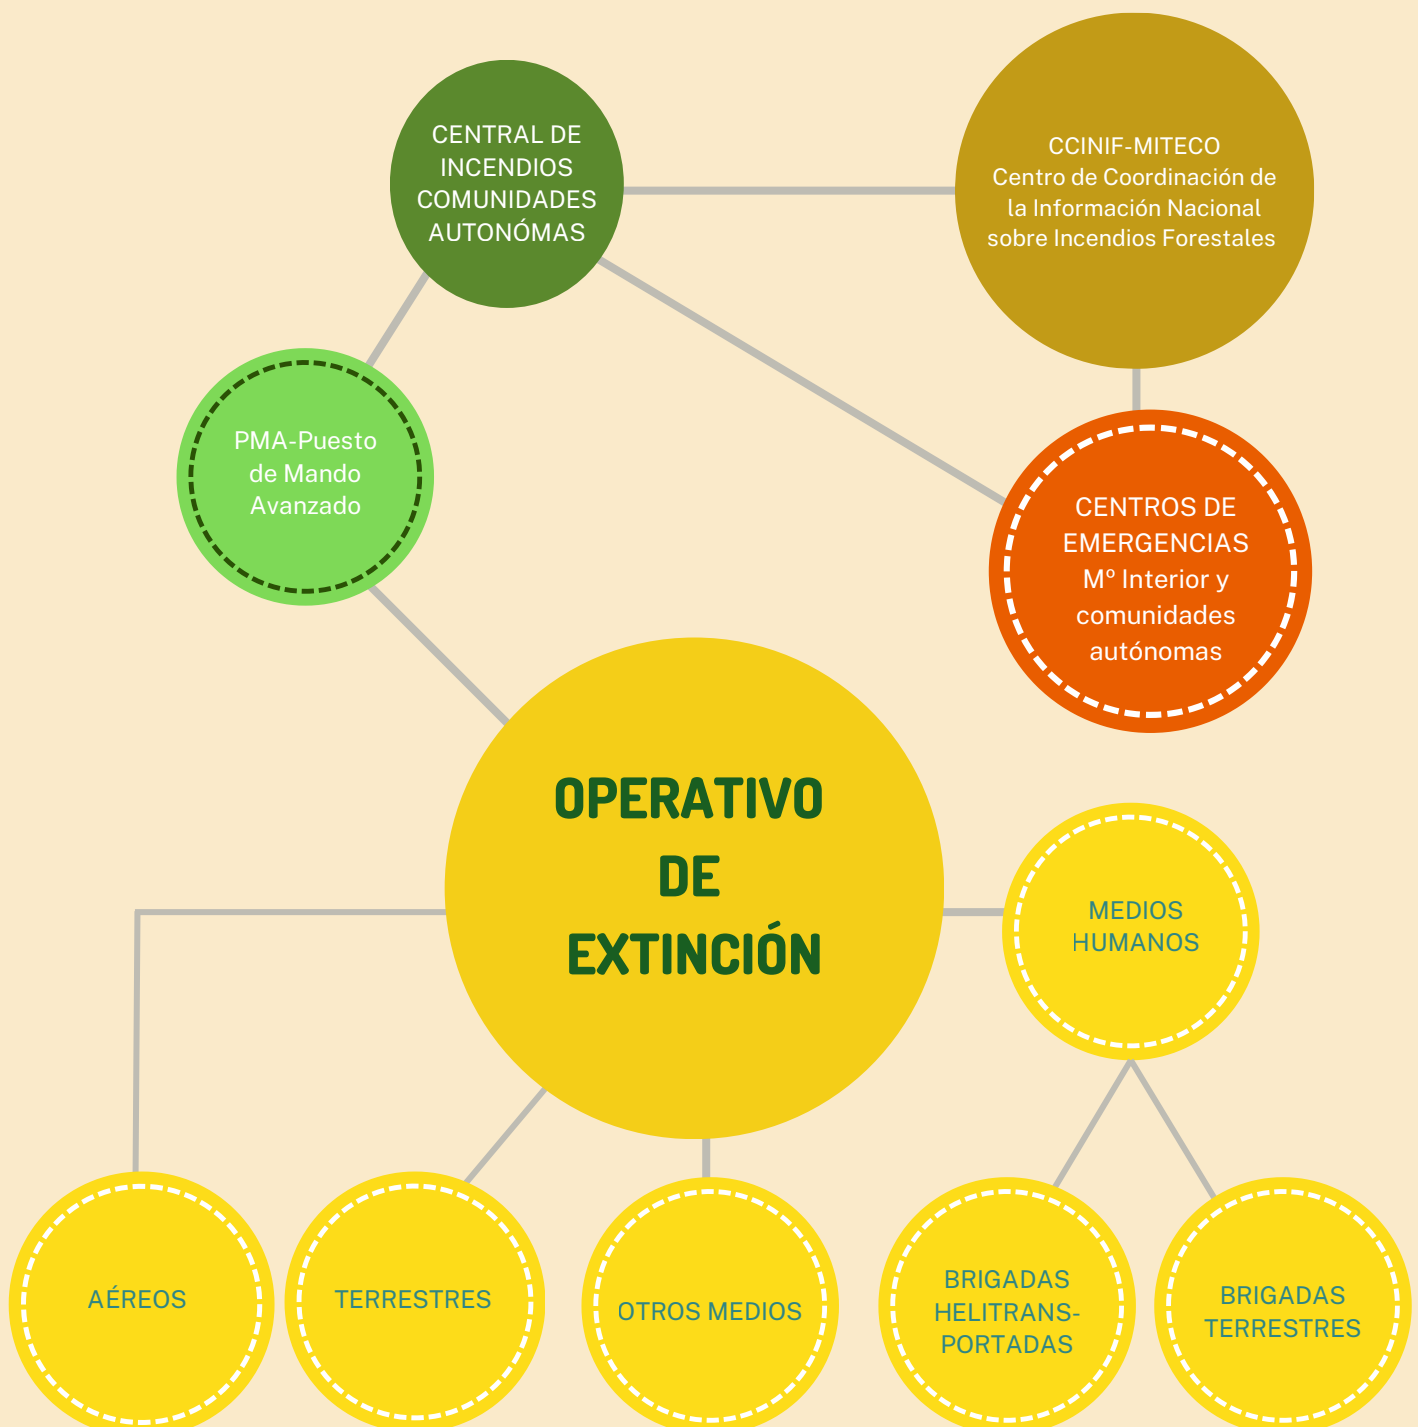 CENTRAL DE
INCENDIOS
COMUNIDADES
AUTONÓMAS
CCINIF-MITECO
Centro de Coordinación de
la Información Nacional
sobre Incendios Forestales
PMA-Puesto
de Mando
Avanzado
CENTROS DE
EMERGENCIAS
Mº Interior y
comunidades
autónomas
OPERATIVO
DE
EXTINCIÓN
MEDIOS
HUMANOS
AÉREOS
TERRESTRES
OTROS MEDIOS
BRIGADAS
HELITRANS-
PORTADAS
BRIGADAS
TERRESTRES